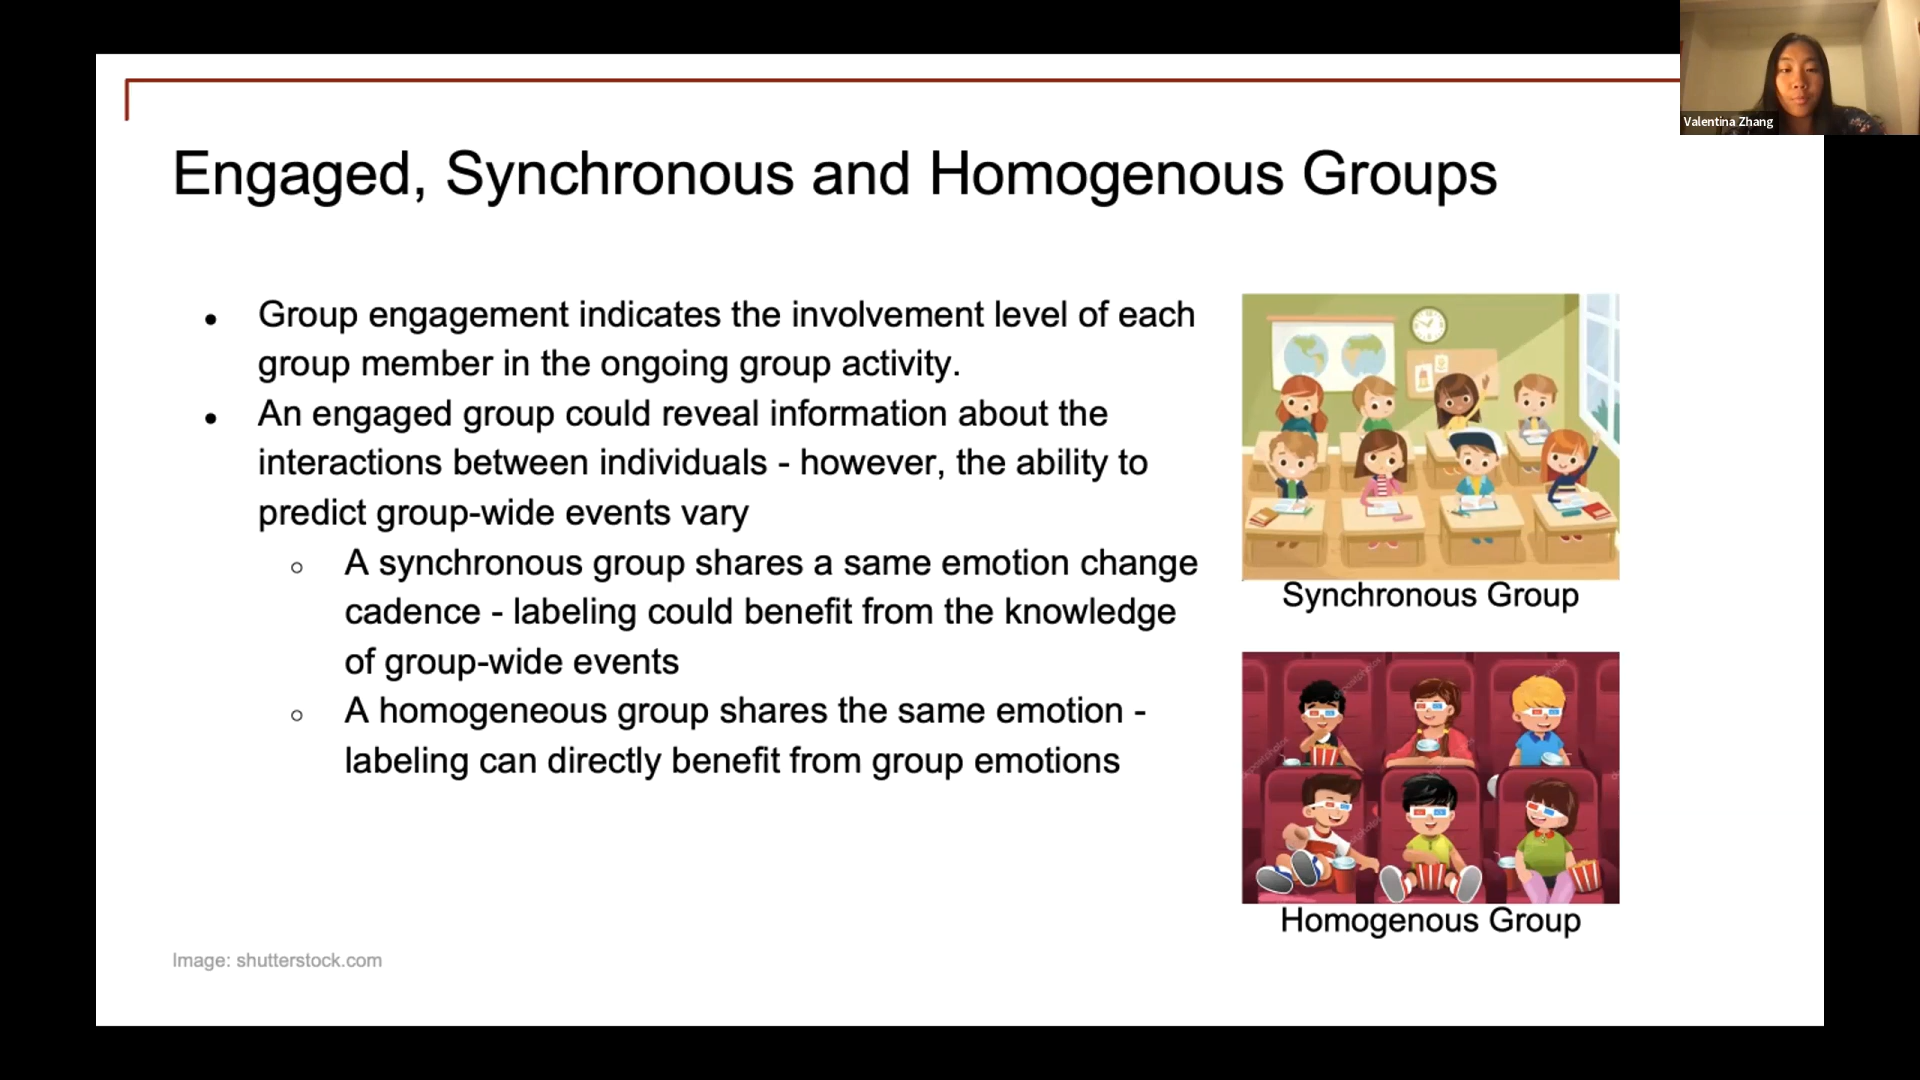 Valentina Zhang
Engaged, Synchronous and Homogenous Groups
• Group engagement indicates the involvement level of each
group member in the ongoing group activity.
• An engaged group could reveal information about the
interactions between individuals - however, the ability to
predict group-wide events vary
○ A synchronous group shares a same emotion change
cadence - labeling could benefit from the knowledge
of group-wide events
○ A homogeneous group shares the same emotion -
labeling can directly benefit from group emotions
Synchronous Group
Homogenous Group
Image: shutterstock.com